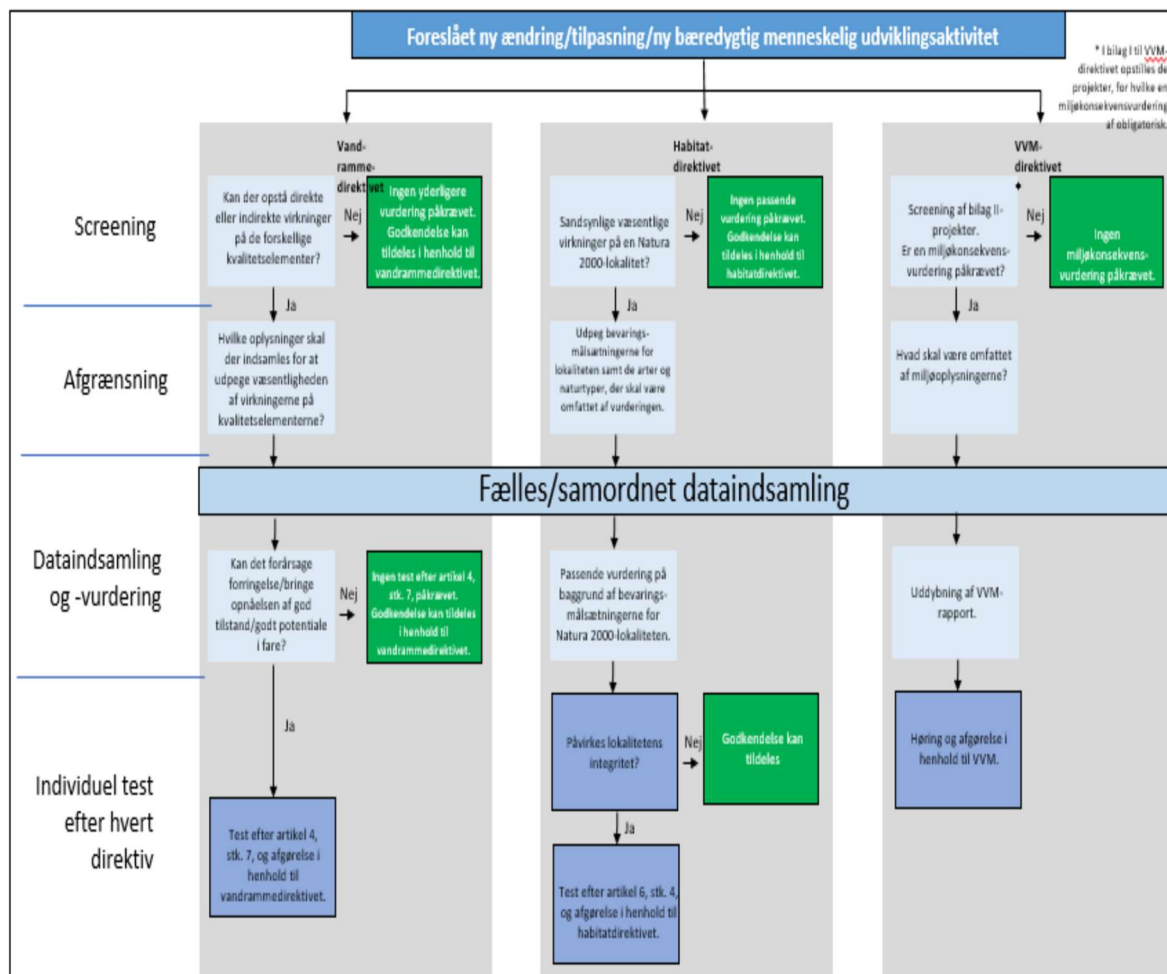 Foreslået ny ændring/tilpasning/ny bæredygtig menneskelig udviklingsaktivitet
* I bilag I til VVM-
direktivet opstilles de
projekter, for hvilke en
miljøkonsekvensvurdering
af obligatorisk.
Vand-
ramme-
direktivet
Habitat-
direktivet
VVM-
direktivet
*
Screening
Kan der opstå direkte
eller indirekte virkninger
på de forskellige
kvalitetselementer?
Nej
Ingen yderligere
vurdering påkrævet.
Godkendelse kan
tildeles i henhold til
vandrammedirektivet.
Sandsynlige væsentlige
virkninger på en Natura
2000-lokalitet?
Nej
Ingen passende
vurdering påkrævet.
Godkendelse kan
tildeles i henhold til
habitatdirektivet.
Screening af bilag II-
projekter.
Er en miljøkonsekvens-
vurdering påkrævet?
Nej
Ingen
miljøkonsekvens-
vurdering påkrævet.
Ja
Ja
Ja
Afgrænsning
Hvilke oplysninger skal
der indsamles for at
udpege væsentligheden
af virkningerne på
kvalitetselementerne?
Udpeg bevarings-
målsætningerne for
lokaliteten samt de arter og
naturtyper, der skal være
omfattet af vurderingen.
Hvad skal være omfattet
af miljøoplysningerne?
Fælles/samordnet dataindsamling
Dataindsamling
og -vurdering
Kan det forårsage
forringelse/bringe
opnåelsen af god
tilstand/godt potentiale
i fare?
Nej
Ingen test efter artikel 4,
stk. 7, påkrævet.
Godkendelse kan tildeles
i henhold til
vandrammedirektivet.
Passende vurdering på
baggrund af bevarings-
målsætningerne for
Natura 2000-lokaliteten.
Uddybning af VVM-
rapport.
Ja
Individuel test
efter hvert
direktiv
Påvirkes lokalitetens
integritet?
Nej
Godkendelse kan
tildeles
Høring og afgørelse i
henhold til VVM.
Ja
Test efter artikel 4,
stk. 7, og afgørelse i
henhold til
vandrammedirektivet.
Test efter artikel 6, stk. 4,
og afgørelse i henhold til
habitatdirektivet.